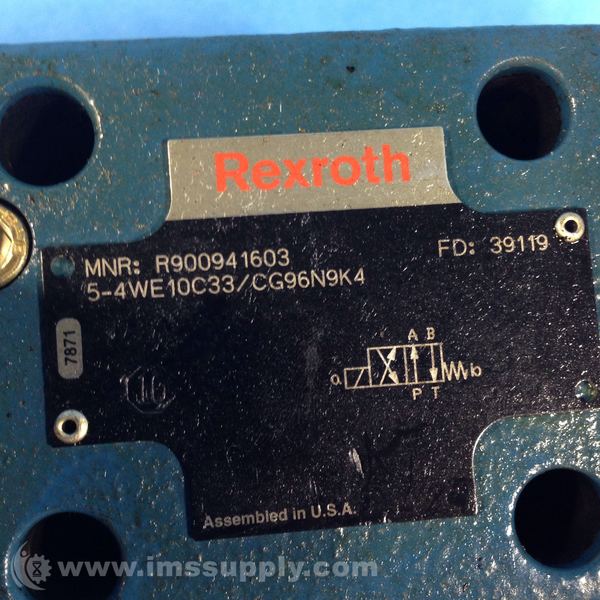 Rexroth
MNR: R900941603
FD: 39119
5-4WE10C33/CG96N9K4
7871
A B
a
b
P T
Assembled in U.S.A.
www.imssupply.com